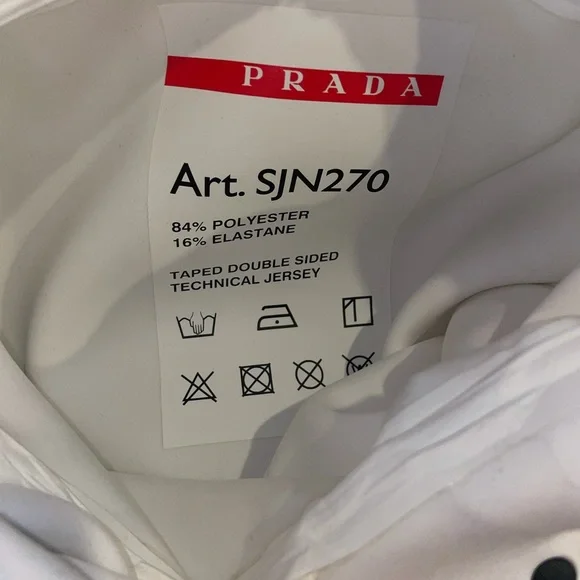 PRADA
Art. SJN270
84% POLYESTER
16% ELASTANE
TAPED DOUBLE SIDED
TECHNICAL JERSEY